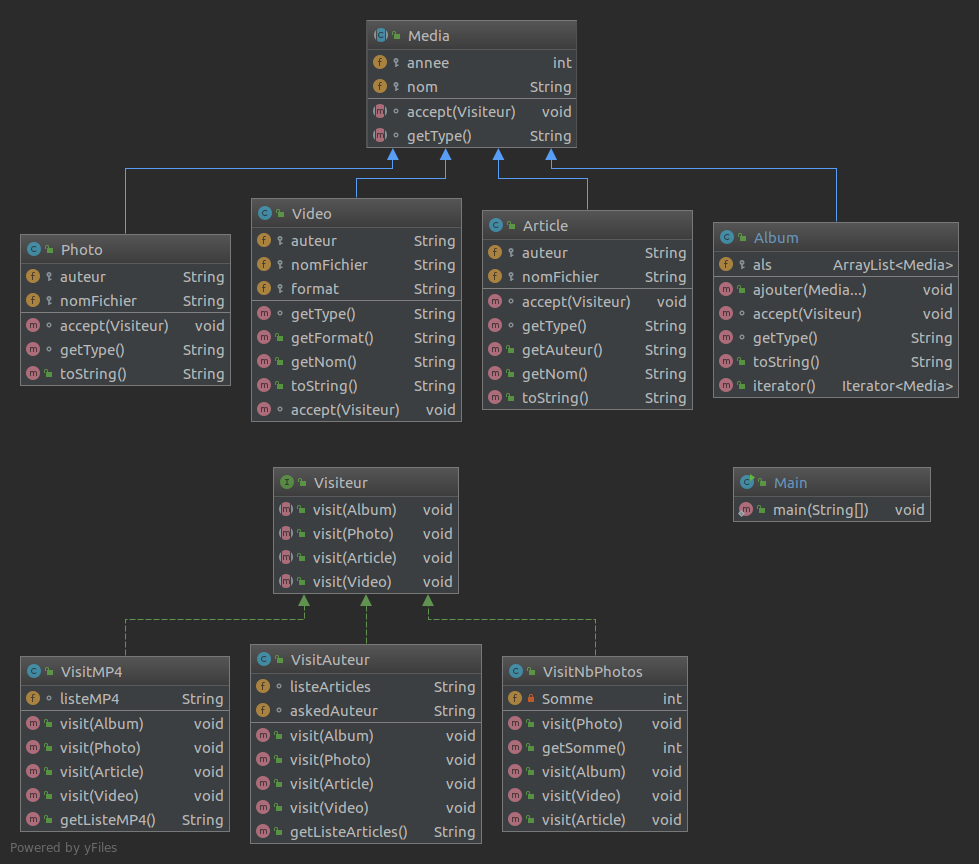 Media
annee int
nom String
accept(Visiteur) void
getType() String
Photo
auteur String
nomFichier String
accept(Visiteur) void
getType() String
toString() String
Video
auteur String
nomFichier String
format String
getType() String
getFormat() String
getNom() String
toString() String
accept(Visiteur) void
Article
auteur String
nomFichier String
accept(Visiteur) void
getType() String
getAuteur() String
getNom() String
toString() String
Album
als ArrayList<Media>
ajouter(Media...) void
accept(Visiteur) void
getType() String
toString() String
iterator() Iterator<Media>
Visiteur
visit(Album) void
visit(Photo) void
visit(Article) void
visit(Video) void
Main
main(String[]) void
VisitMP4
listeMP4 String
visit(Album) void
visit(Photo) void
visit(Article) void
visit(Video) void
getListeMP4() String
VisitAuteur
listeArticles String
askedAuteur String
visit(Album) void
visit(Photo) void
visit(Article) void
visit(Video) void
getListeArticles() String
VisitNbPhotos
Somme int
visit(Photo) void
getSomme() int
visit(Album) void
visit(Video) void
visit(Article) void
Powered by yFiles